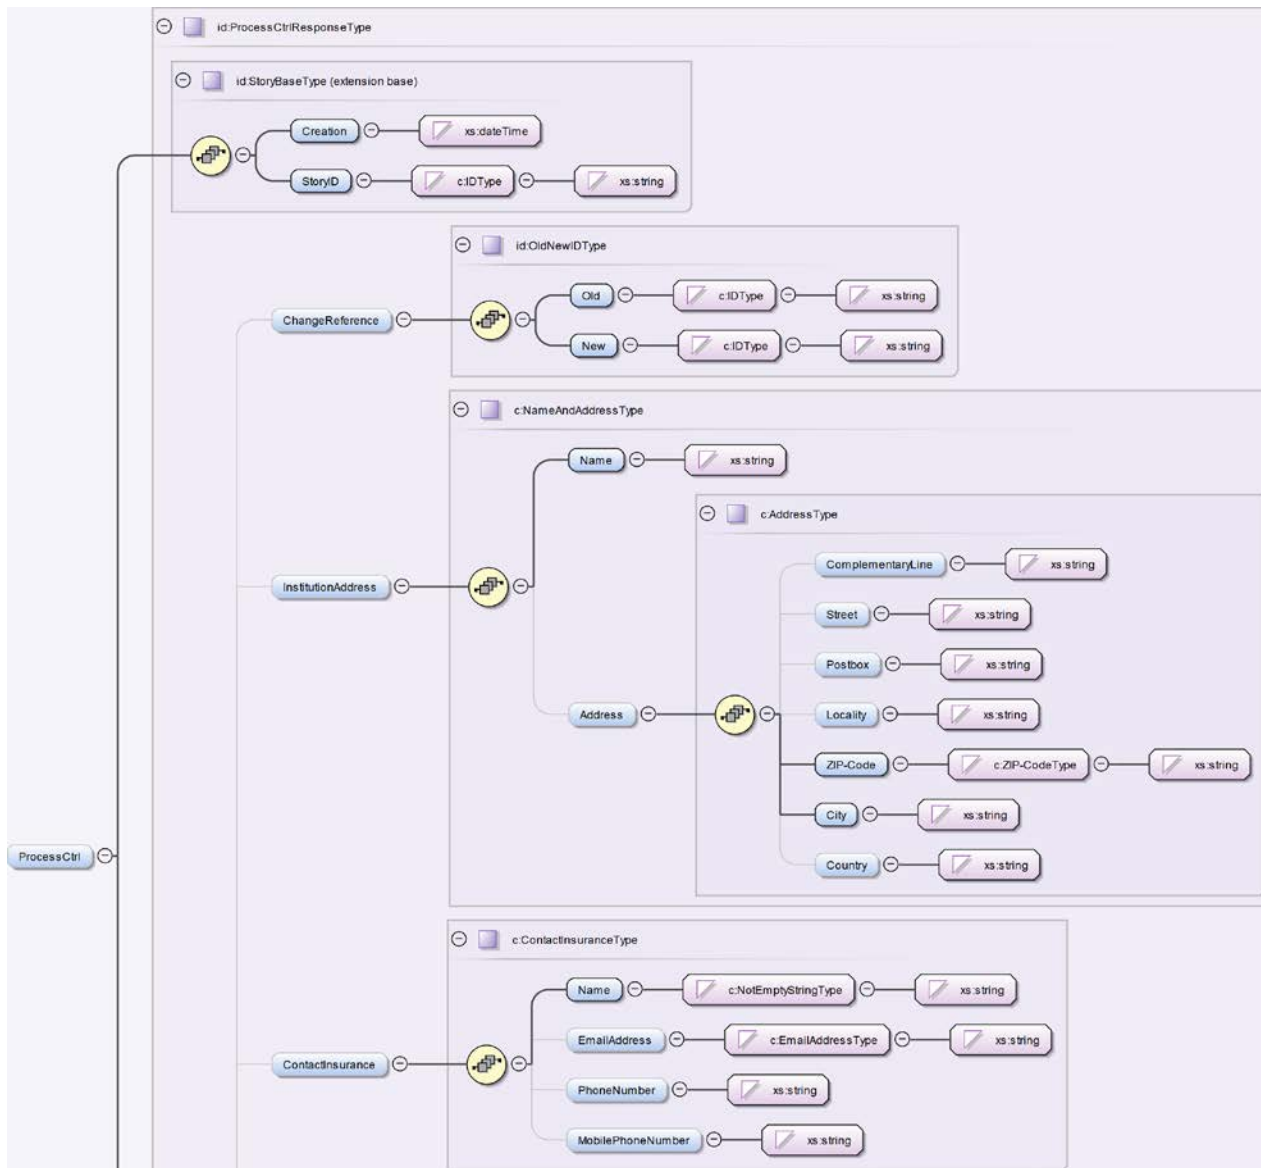 id:ProcessCtrlResponseType
id:StoryBaseType (extension base)
Creation xs:dateTime
StoryID c:IDType xs:string
id:OldNewIDType
Old c:IDType xs:string
ChangeReference
New c:IDType xs:string
c:NameAndAddressType
Name xs:string
c:AddressType
ComplementaryLine xs:string
InstitutionAddress
Street xs:string
Postbox xs:string
Address
Locality xs:string
ZIP-Code c:ZIP-CodeType xs:string
City xs:string
ProcessCtrl
Country xs:string
c:ContactInsuranceType
Name c:NotEmptyStringType xs:string
EmailAddress c:EmailAddressType xs:string
ContactInsurance
PhoneNumber xs:string
MobilePhoneNumber xs:string